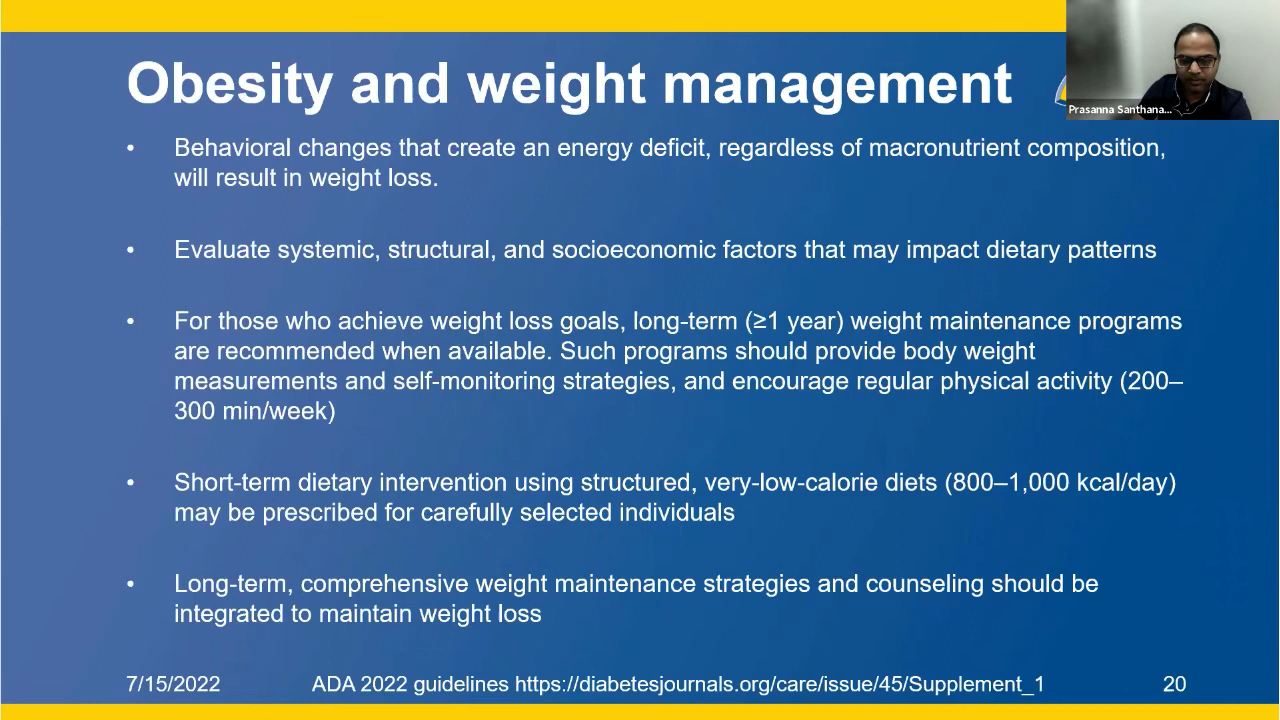 Obesity and weight management
Prasanna Santhana...
• Behavioral changes that create an energy deficit, regardless of macronutrient composition,
will result in weight loss.
• Evaluate systemic, structural, and socioeconomic factors that may impact dietary patterns
• For those who achieve weight loss goals, long-term (≥1 year) weight maintenance programs
are recommended when available. Such programs should provide body weight
measurements and self-monitoring strategies, and encourage regular physical activity (200–
300 min/week)
• Short-term dietary intervention using structured, very-low-calorie diets (800–1,000 kcal/day)
may be prescribed for carefully selected individuals
• Long-term, comprehensive weight maintenance strategies and counseling should be
integrated to maintain weight loss
7/15/2022 ADA 2022 guidelines https://diabetesjournals.org/care/issue/45/Supplement_1 20